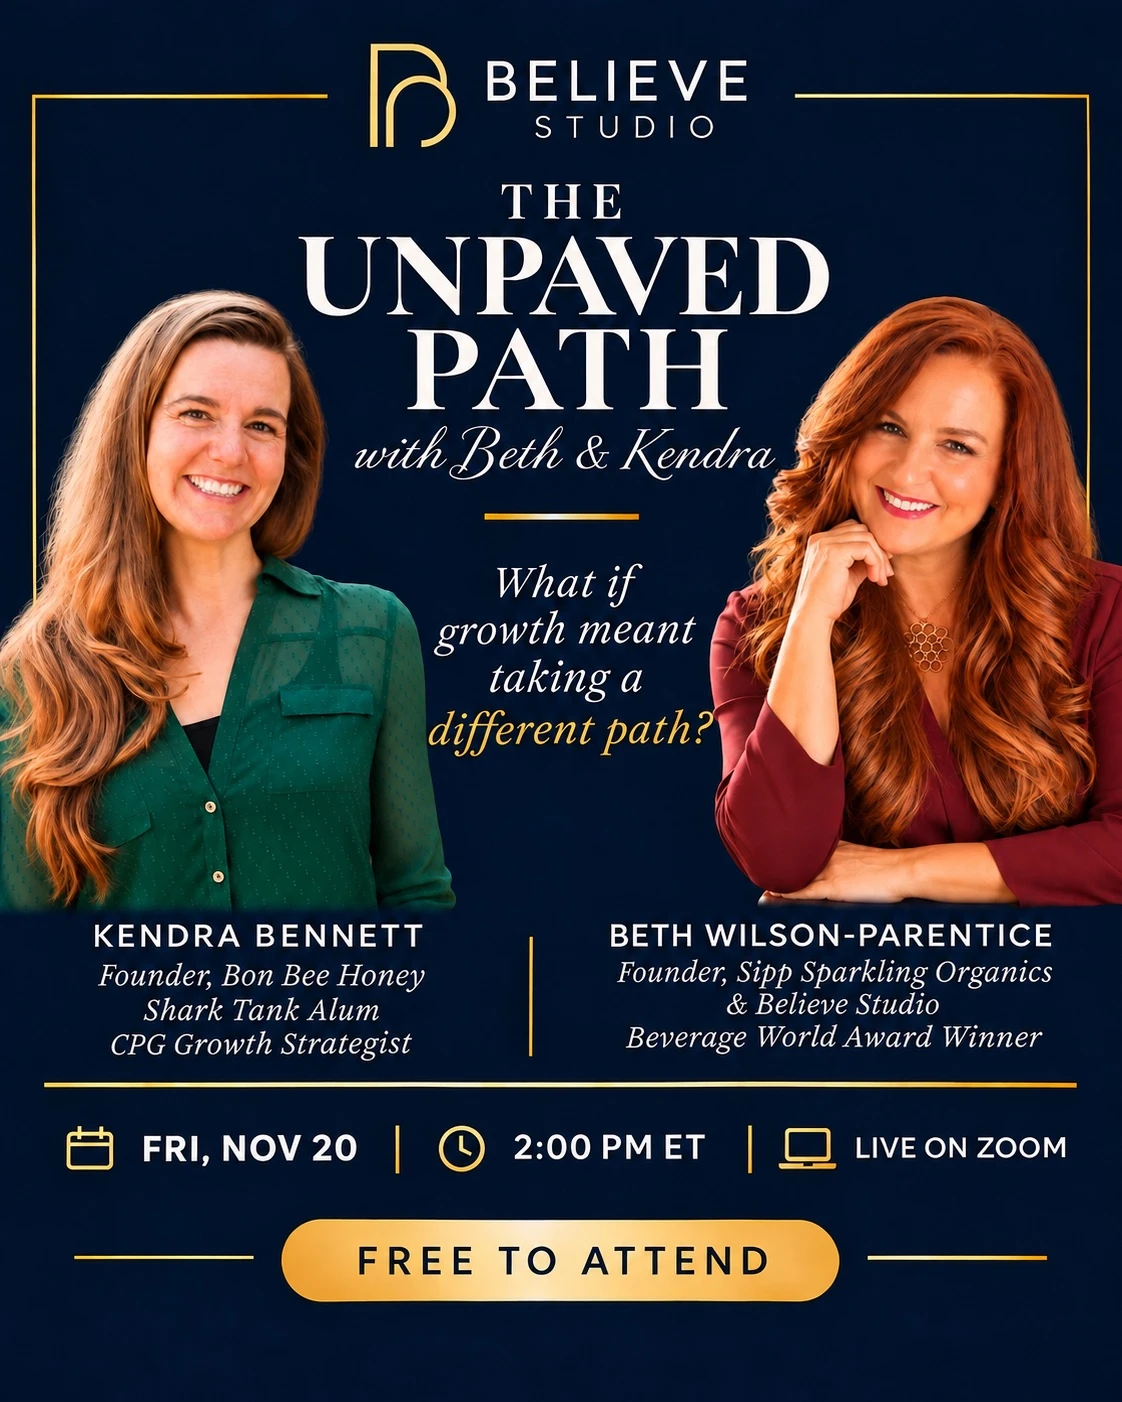 BELIEVE
STUDIO
THE
UNPAVED
PATH
with Beth & Kendra
What if
growth meant
taking a
different path?
KENDRA BENNETT
Founder, Bon Bee Honey
Shark Tank Alum
CPG Growth Strategist
BETH WILSON-PARENTICE
Founder, Sipp Sparkling Organics
& Believe Studio
Beverage World Award Winner
FRI, NOV 20
2:00 PM ET
LIVE ON ZOOM
FREE TO ATTEND